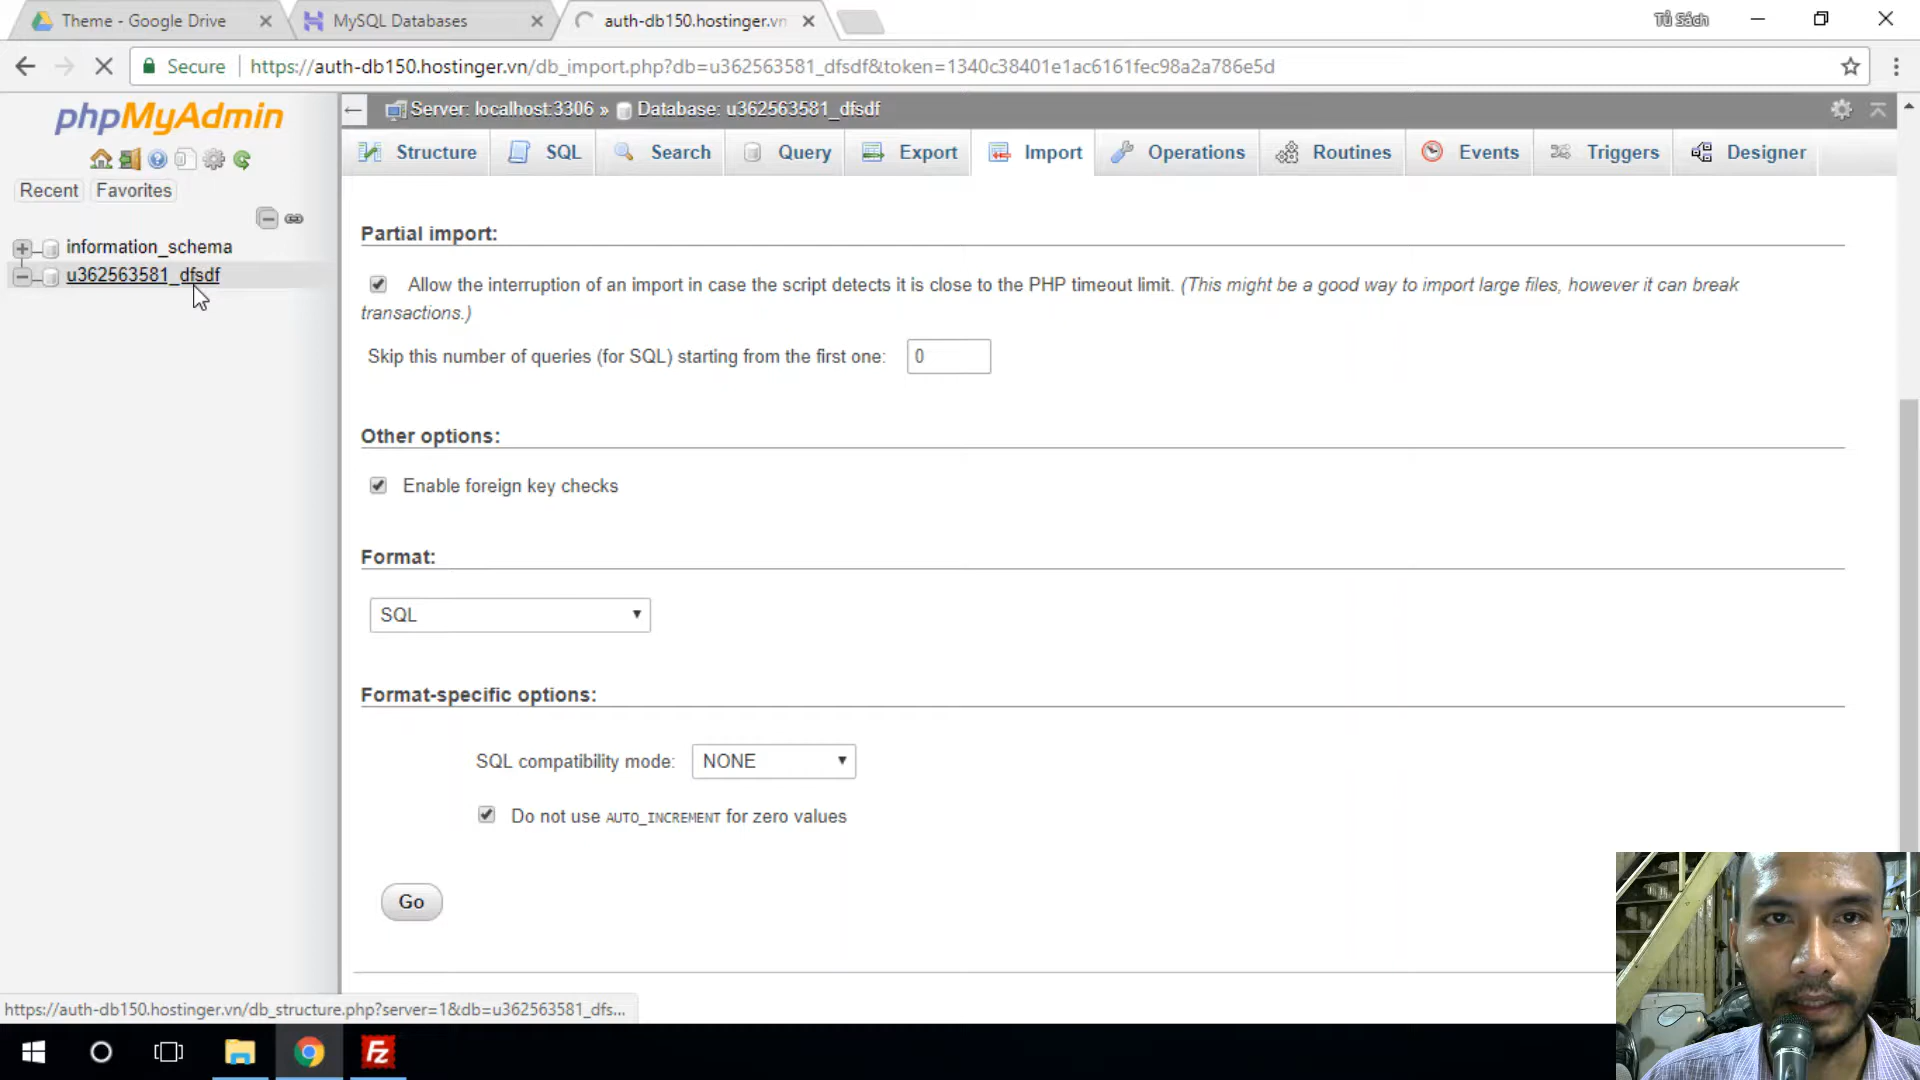 Theme - Google Drive
MySQL Databases
auth-db150.hostinger.vn
Tủ Sách
Secure
https://auth-db150.hostinger.vn/db_import.php?db=u362563581_dfsdf&token=1340c38401e1ac6161fec98a2a786e5d
phpMyAdmin
Recent
Favorites
information_schema
u362563581_dfsdf
Server: localhost:3306 » Database: u362563581_dfsdf
Structure
SQL
Search
Query
Export
Import
Operations
Routines
Events
Triggers
Designer
Partial import:
Allow the interruption of an import in case the script detects it is close to the PHP timeout limit. (This might be a good way to import large files, however it can break
transactions.)
Skip this number of queries (for SQL) starting from the first one: 0
Other options:
Enable foreign key checks
Format:
SQL
Format-specific options:
SQL compatibility mode: NONE
Do not use AUTO_INCREMENT for zero values
Go
https://auth-db150.hostinger.vn/db_structure.php?server=1&db=u362563581_dfs...
Fz